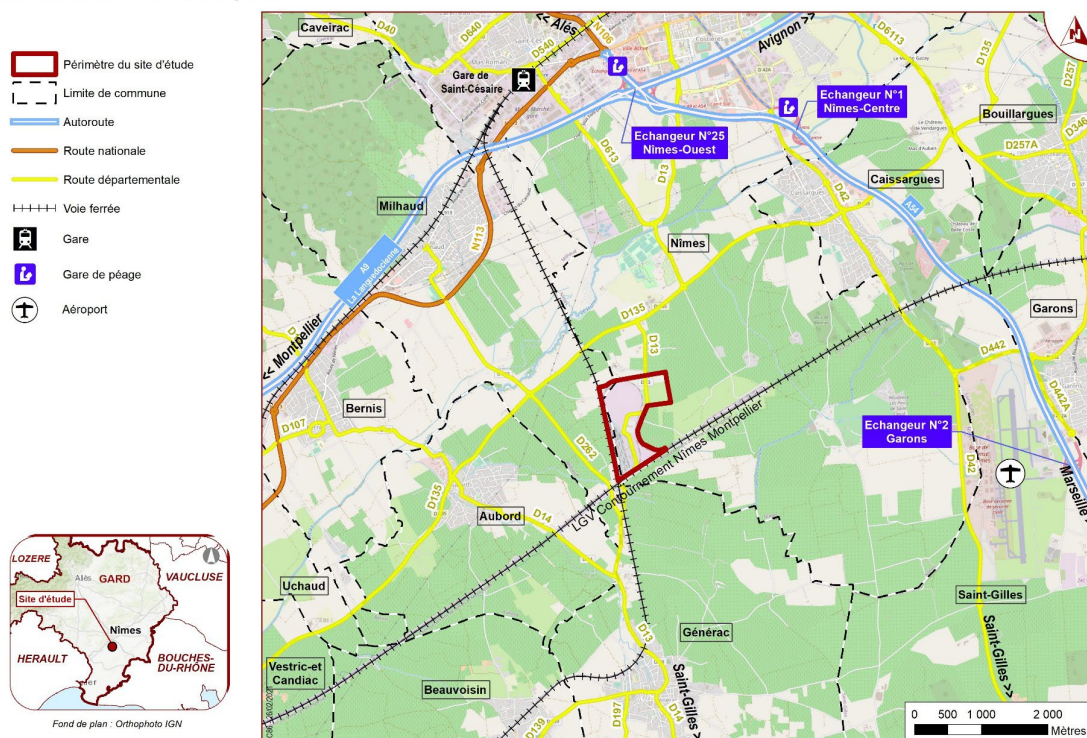 Périmètre du site d'étude
Limite de commune
Autoroute
Route nationale
Route départementale
Voie ferrée
Gare
Gare de péage
Aéroport
LOZERE
Alès
GARD
VAUCLUSE
Site d'étude
Nîmes
HERAULT
BOUCHES-
DU-RHÔNE
Fond de plan : Orthophoto IGN
Caveirac
D40
D640
D540
<< Alés
N106
Avignon >>
D6113
D135
D257
Gare de
Saint-Césaire
Echangeur N°1
Nîmes-Centre
Bouillargues
D346
Echangeur N°25
Nîmes-Ouest
D257A
D613
D13
Caissargues
D42
A54
Milhaud
Nîmes
A9
La Languedocienne
N113
<< Montpellier
D135
D13
Garons
D442
D442A
Bernis
D107
LGV Contournement Nîmes Montpellier
Echangeur N°2
Garons
D262
D42
Marseille
D135
Aubord
D14
Uchaud
Saint-Gilles
D13
Générac
Saint-Gilles >>
Vestric-et
Candiac
Beauvoisin
Saint-Gilles
D197
D139
D14
0 500 1 000 2 000
Mètres